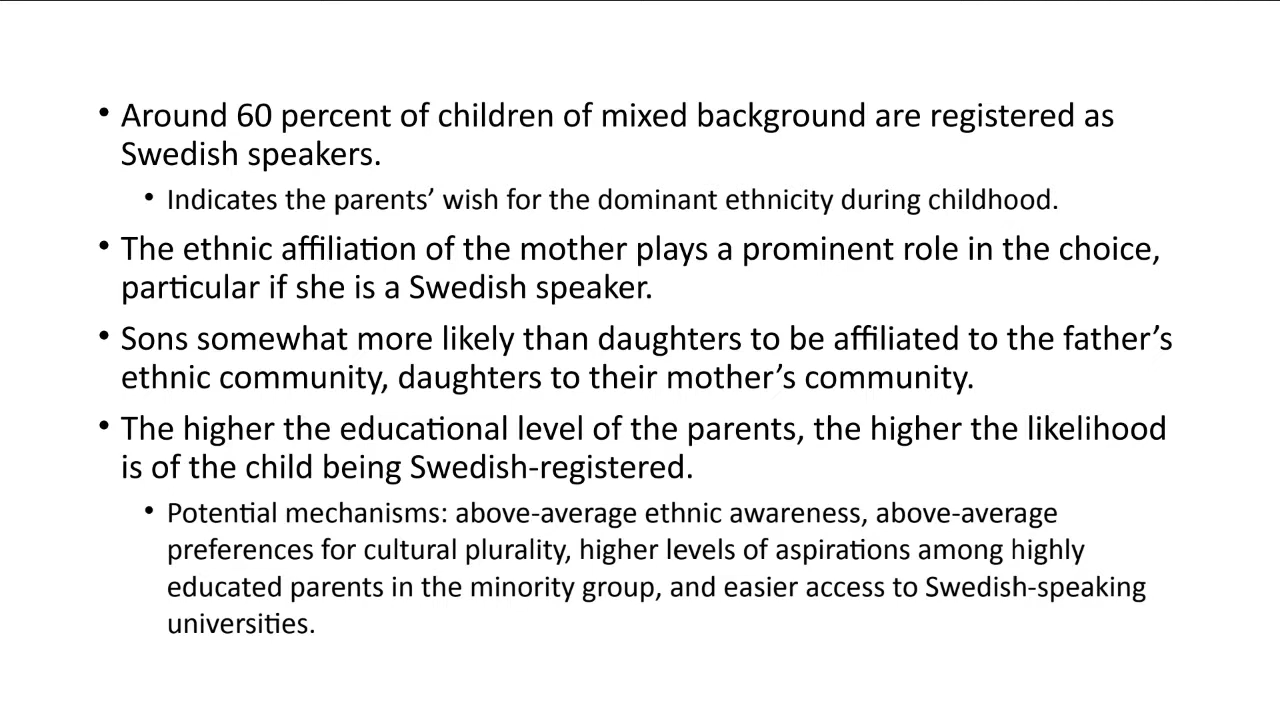 • Around 60 percent of children of mixed background are registered as
Swedish speakers.
• Indicates the parents’ wish for the dominant ethnicity during childhood.
• The ethnic affiliation of the mother plays a prominent role in the choice,
particular if she is a Swedish speaker.
• Sons somewhat more likely than daughters to be affiliated to the father’s
ethnic community, daughters to their mother’s community.
• The higher the educational level of the parents, the higher the likelihood
is of the child being Swedish-registered.
• Potential mechanisms: above-average ethnic awareness, above-average
preferences for cultural plurality, higher levels of aspirations among highly
educated parents in the minority group, and easier access to Swedish-speaking
universities.